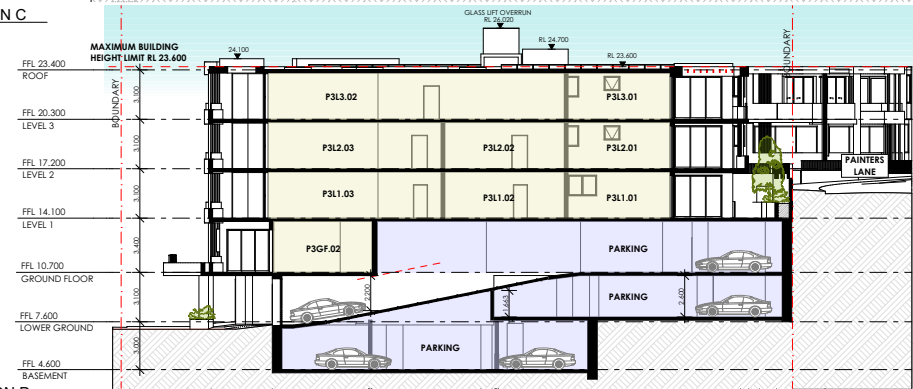 N C
GLASS LIFT OVERRUN
RL 26.020
MAXIMUM BUILDING
HEIGHT LIMIT RL 23.600
24.100
RL 24.700
RL 23.600
BOUNDARY
BOUNDARY
FFL 23.400
ROOF
3.100
P3L3.02
P3L3.01
FFL 20.300
LEVEL 3
3.100
P3L2.03
P3L2.02
P3L2.01
FFL 17.200
LEVEL 2
PAINTERS
LANE
3.100
P3L1.03
P3L1.02
P3L1.01
FFL 14.100
LEVEL 1
3.400
P3GF.02
PARKING
FFL 10.700
GROUND FLOOR
3.100
2.200
2.600
PARKING
FFL 7.600
LOWER GROUND
3.000
PARKING
FFL 4.600
BASEMENT